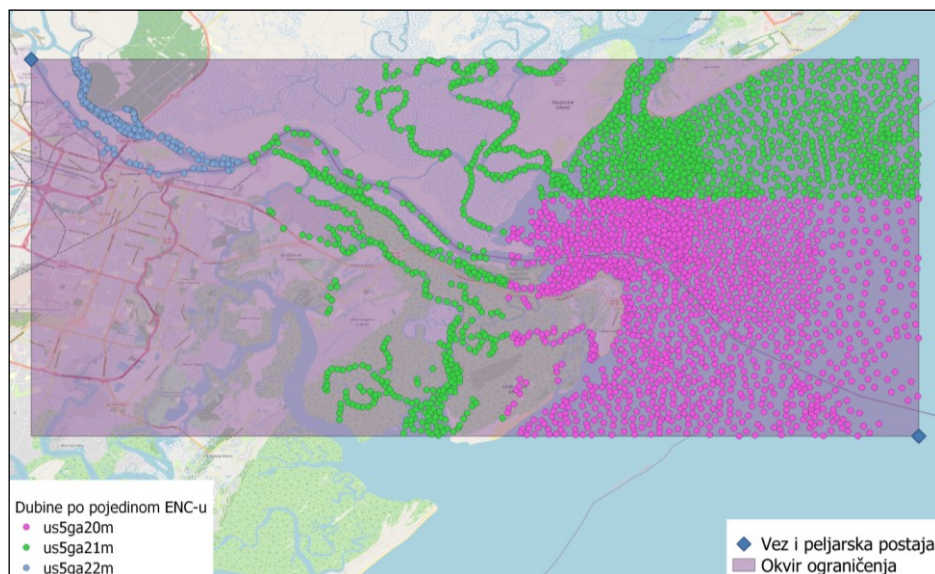 Dubine po pojedinom ENC-u
us5ga20m
us5ga21m
us5ga22m
Vez i peljarska postaja
Okvir ograničenja